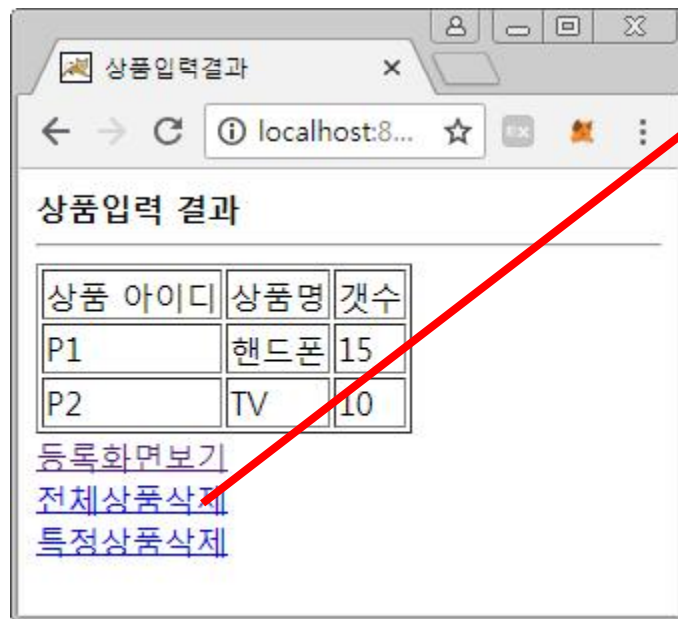 상품입력결과
localhost:8...
상품입력 결과
상품 아이디 상품명 갯수
P1 핸드폰 15
P2 TV 10
등록화면보기
전체상품삭제
특정상품삭제